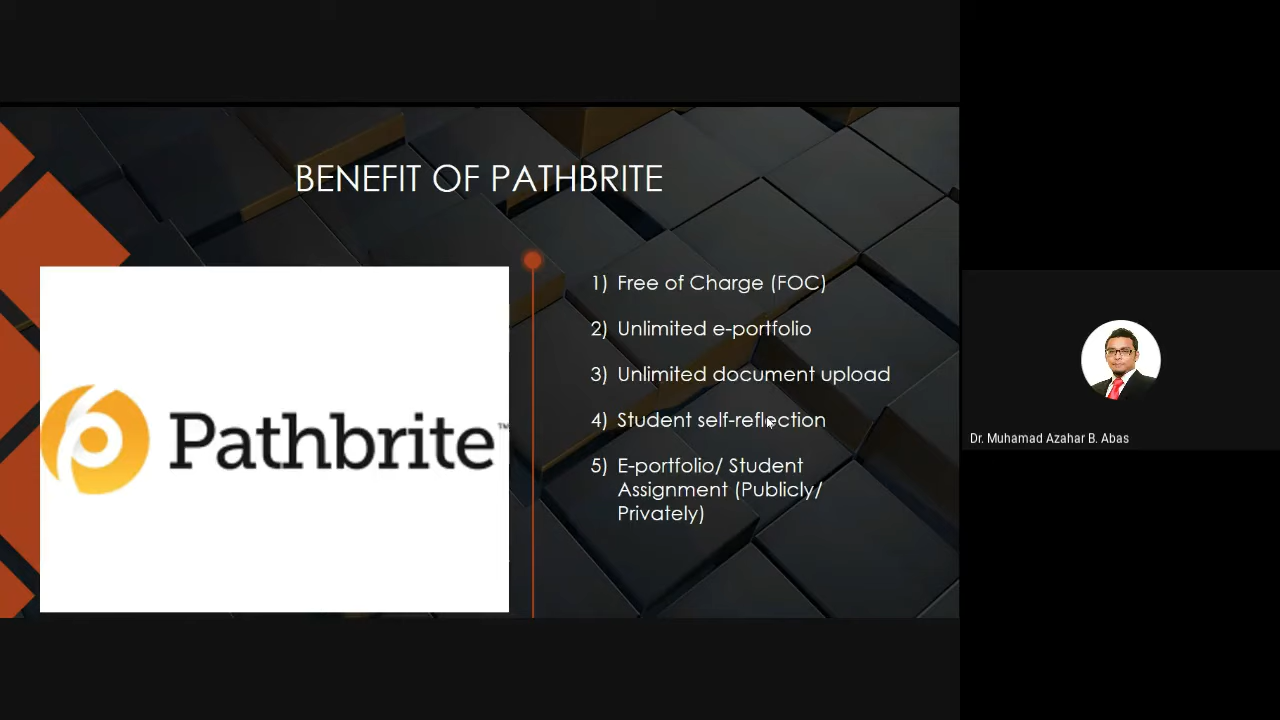 BENEFIT OF PATHBRITE
Pathbrite™
1) Free of Charge (FOC)
2) Unlimited e-portfolio
3) Unlimited document upload
4) Student self-reflection
5) E-portfolio/ Student
Assignment (Publicly/
Privately)
Dr. Muhamad Azahar B. Abas